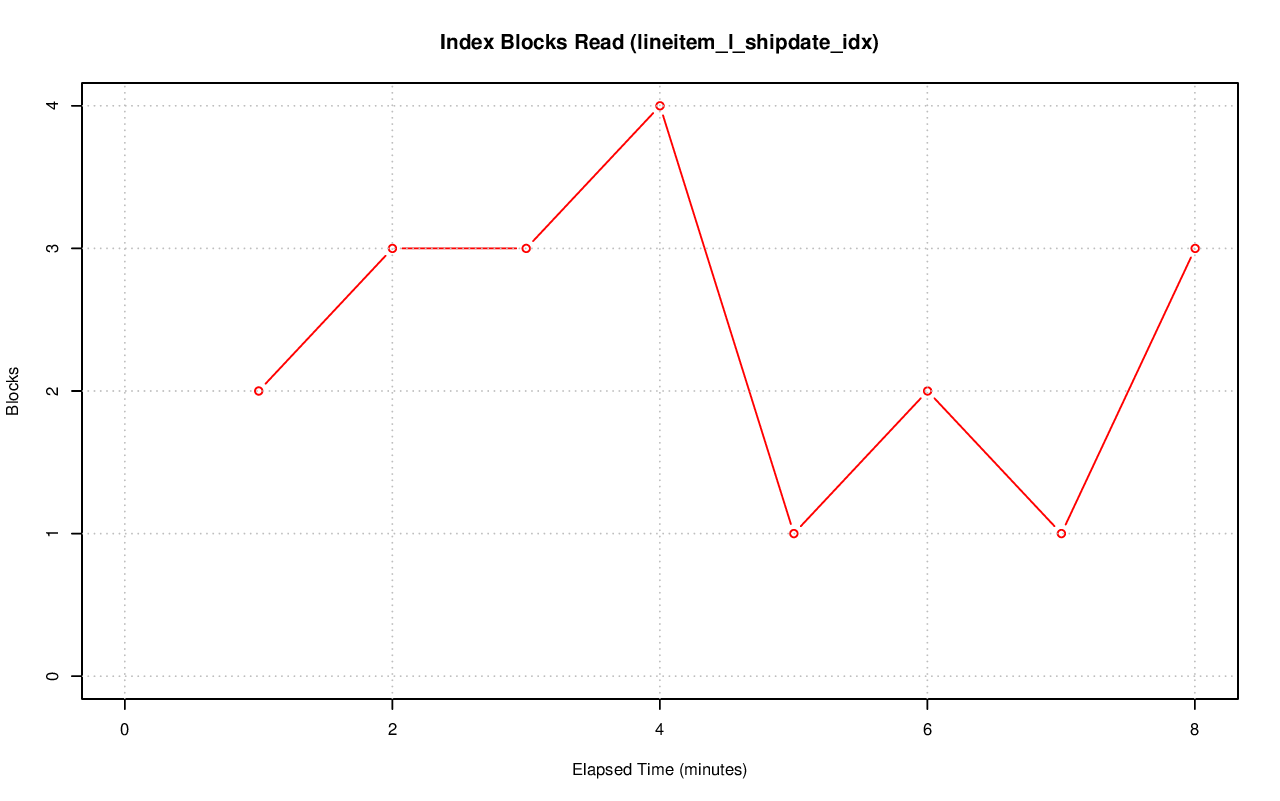 Index Blocks Read (lineitem_l_shipdate_idx)
4
3
2
1
0
Blocks
0 2 4 6 8
Elapsed Time (minutes)